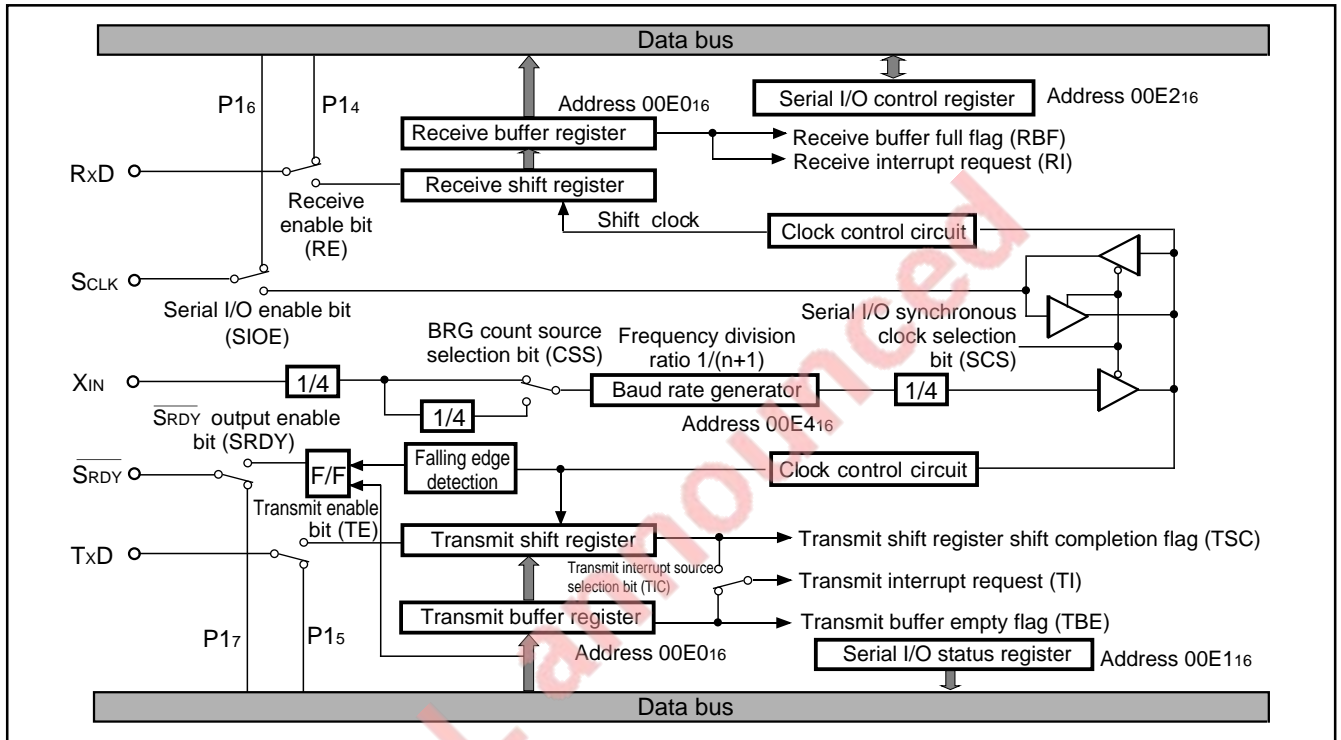 Data bus
P16
P14
Address 00E016
Serial I/O control register
Address 00E216
Receive buffer register
Receive buffer full flag (RBF)
Receive interrupt request (RI)
RxD
Receive shift register
Receive
enable bit
(RE)
Shift clock
Clock control circuit
SCLK
Serial I/O enable bit
(SIOE)
BRG count source
selection bit (CSS)
Frequency division
ratio 1/(n+1)
Serial I/O synchronous
clock selection
bit (SCS)
XIN
1/4
1/4
Baud rate generator
1/4
Address 00E416
SRDY output enable
bit (SRDY)
SRDY
F/F
Falling edge
detection
Clock control circuit
Transmit enable
bit (TE)
TxD
Transmit shift register
Transmit shift register shift completion flag (TSC)
Transmit interrupt source
selection bit (TIC)
Transmit interrupt request (TI)
Transmit buffer register
Transmit buffer empty flag (TBE)
P17
P15
Address 00E016
Serial I/O status register
Address 00E116
Data bus
announced